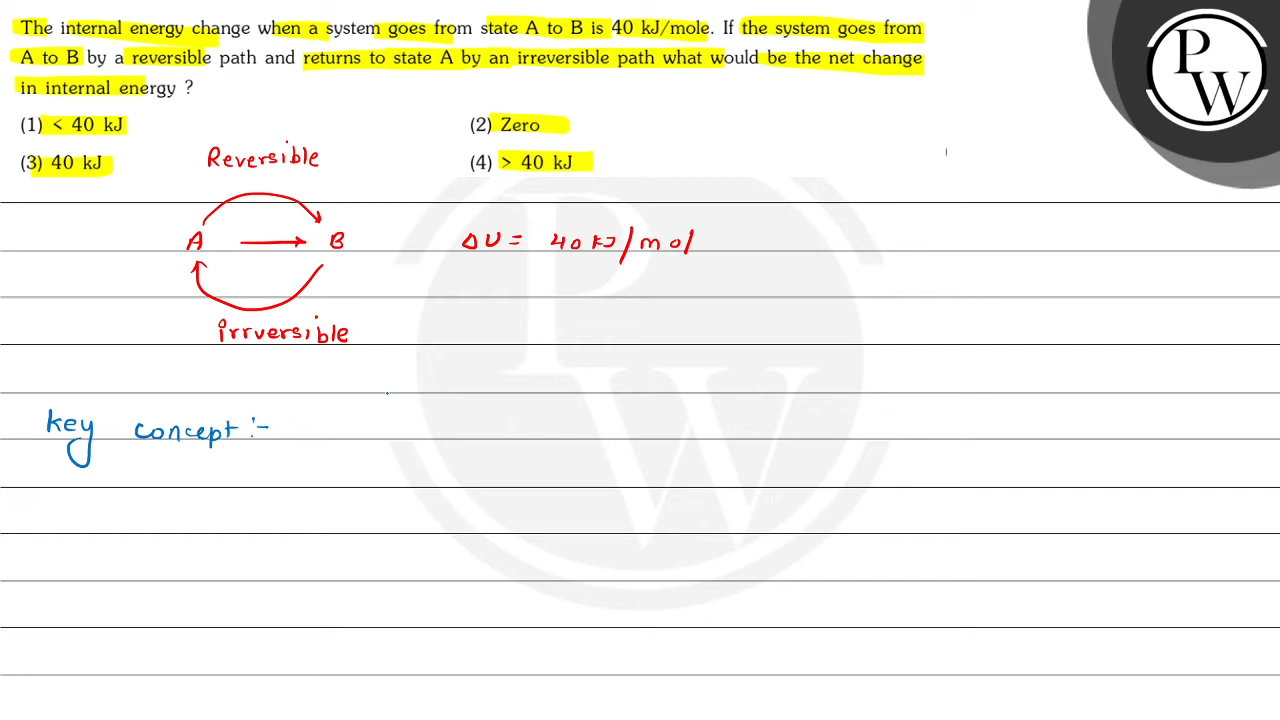 The internal energy change when a system goes from state A to B is 40 kJ/mole. If the system goes from
A to B by a reversible path and returns to state A by an irreversible path what would be the net change
in internal energy ?
(1) < 40 kJ (2) Zero
(3) 40 kJ (4) > 40 kJ
Reversible
A → B ΔU = 40 kJ/mol
irrversible
key concept :-
P
W
PW